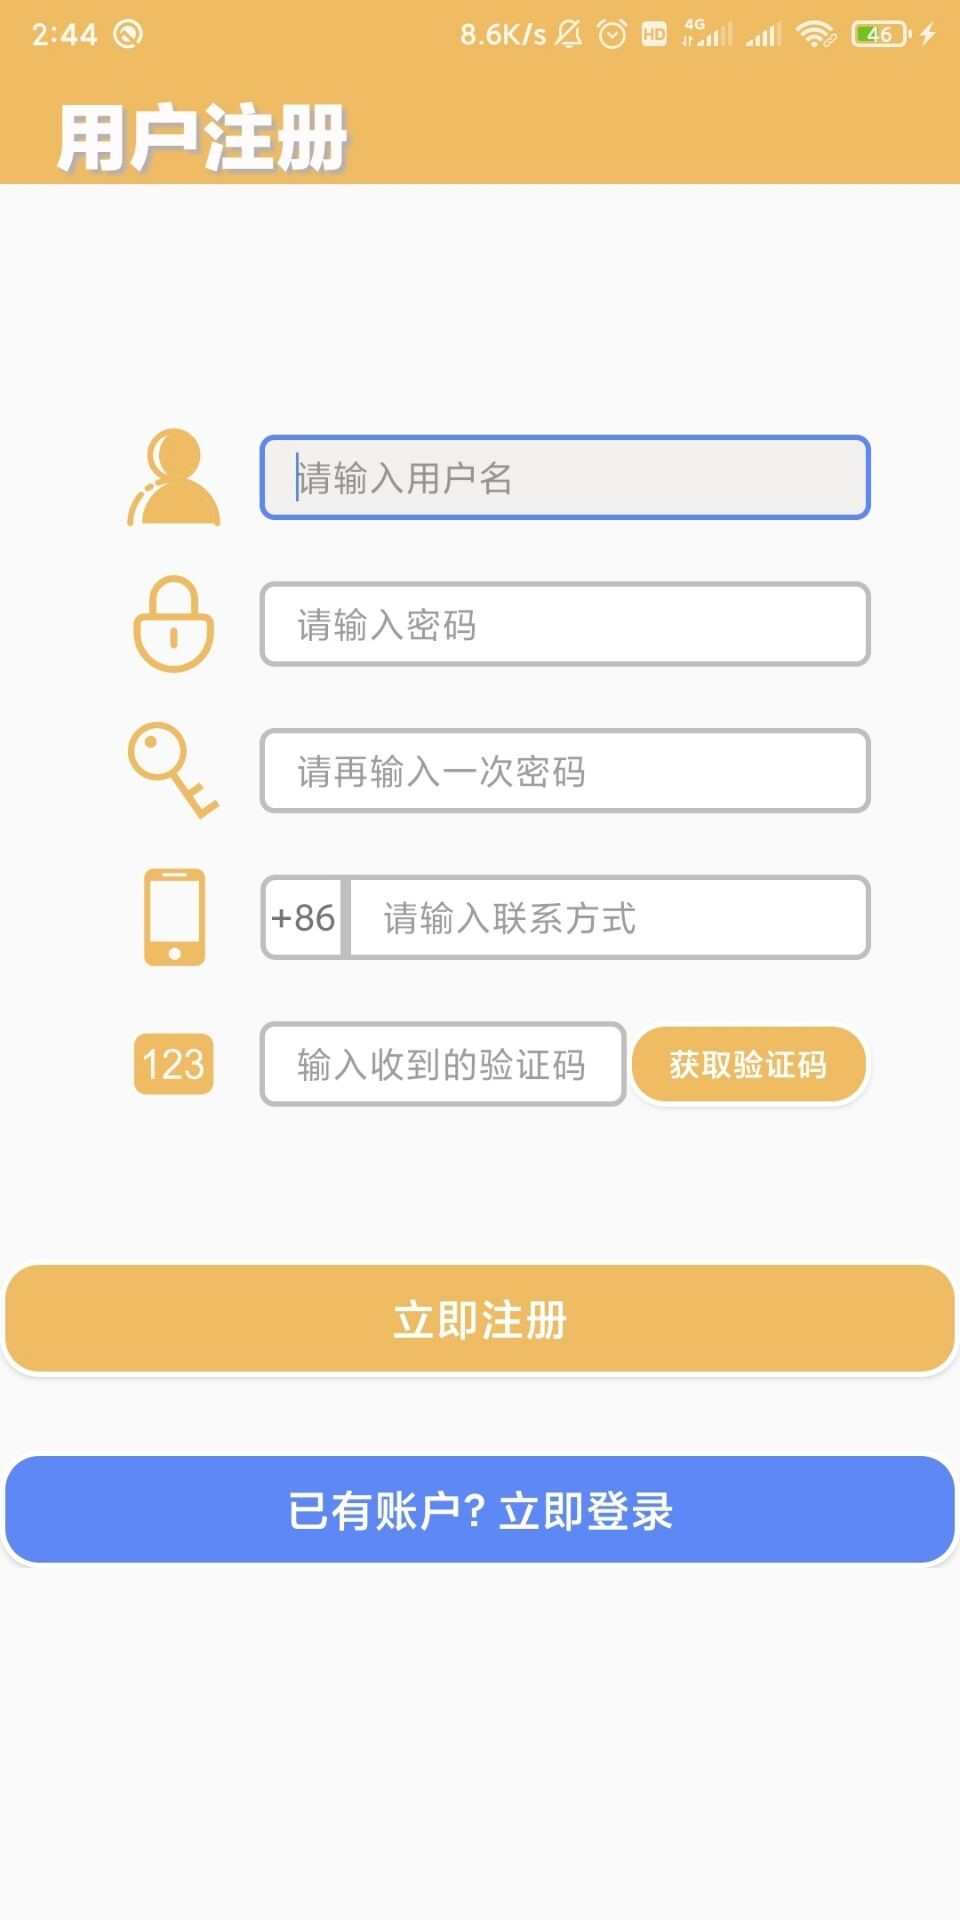 2:44 8.6K/s HD 4G 46
用户注册
请输入用户名
请输入密码
请再输入一次密码
+86 请输入联系方式
123 输入收到的验证码 获取验证码
立即注册
已有账户? 立即登录